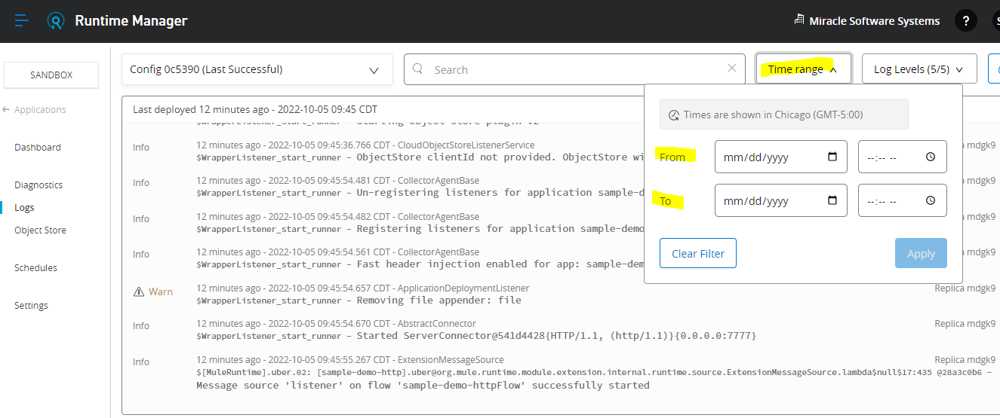 Runtime Manager
Miracle Software Systems
?
SANDBOX
Applications
Dashboard
Diagnostics
Logs
Object Store
Schedules
Settings
Config 0c5390 (Last Successful)
Search
Time range
Log Levels (5/5)
Last deployed 12 minutes ago - 2022-10-05 09:45 CDT
$WrapperListener_start_runner - Starting Object Store plugin v2
Info
12 minutes ago - 2022-10-05 09:45:36.766 CDT - CloudObjectStoreListenerService
Replica mdgk9
$WrapperListener_start_runner - ObjectStore clientId not provided. ObjectStore wi
Info
12 minutes ago - 2022-10-05 09:45:54.481 CDT - CollectorAgentBase
a mdgk9
$WrapperListener_start_runner - Un-registering listeners for application sample-d
Info
12 minutes ago - 2022-10-05 09:45:54.482 CDT - CollectorAgentBase
a mdgk9
$WrapperListener_start_runner - Registering listeners for application sample-demo
Info
12 minutes ago - 2022-10-05 09:45:54.561 CDT - CollectorAgentBase
a mdgk9
$WrapperListener_start_runner - Fast header injection enabled for app: sample-dem
Warn
12 minutes ago - 2022-10-05 09:45:54.657 CDT - ApplicationDeploymentListener
Replica mdgk9
$WrapperListener_start_runner - Removing file appender: file
Info
12 minutes ago - 2022-10-05 09:45:54.670 CDT - AbstractConnector
Replica mdgk9
$WrapperListener_start_runner - Started ServerConnector@541d4428{HTTP/1.1, (http/1.1)}{0.0.0.0:7777}
Info
12 minutes ago - 2022-10-05 09:45:55.267 CDT - ExtensionMessageSource
Replica mdgk9
$[MuleRuntime].uber.02: [sample-demo-http].uber@org.mule.runtime.module.extension.internal.runtime.source.ExtensionMessageSource.lambda$null$17:435 @28a3c0b6 -
Message source 'listener' on flow 'sample-demo-httpFlow' successfully started
Times are shown in Chicago (GMT-5:00)
From
mm/dd/yyyy
--:-- --
To
mm/dd/yyyy
--:-- --
Clear Filter
Apply